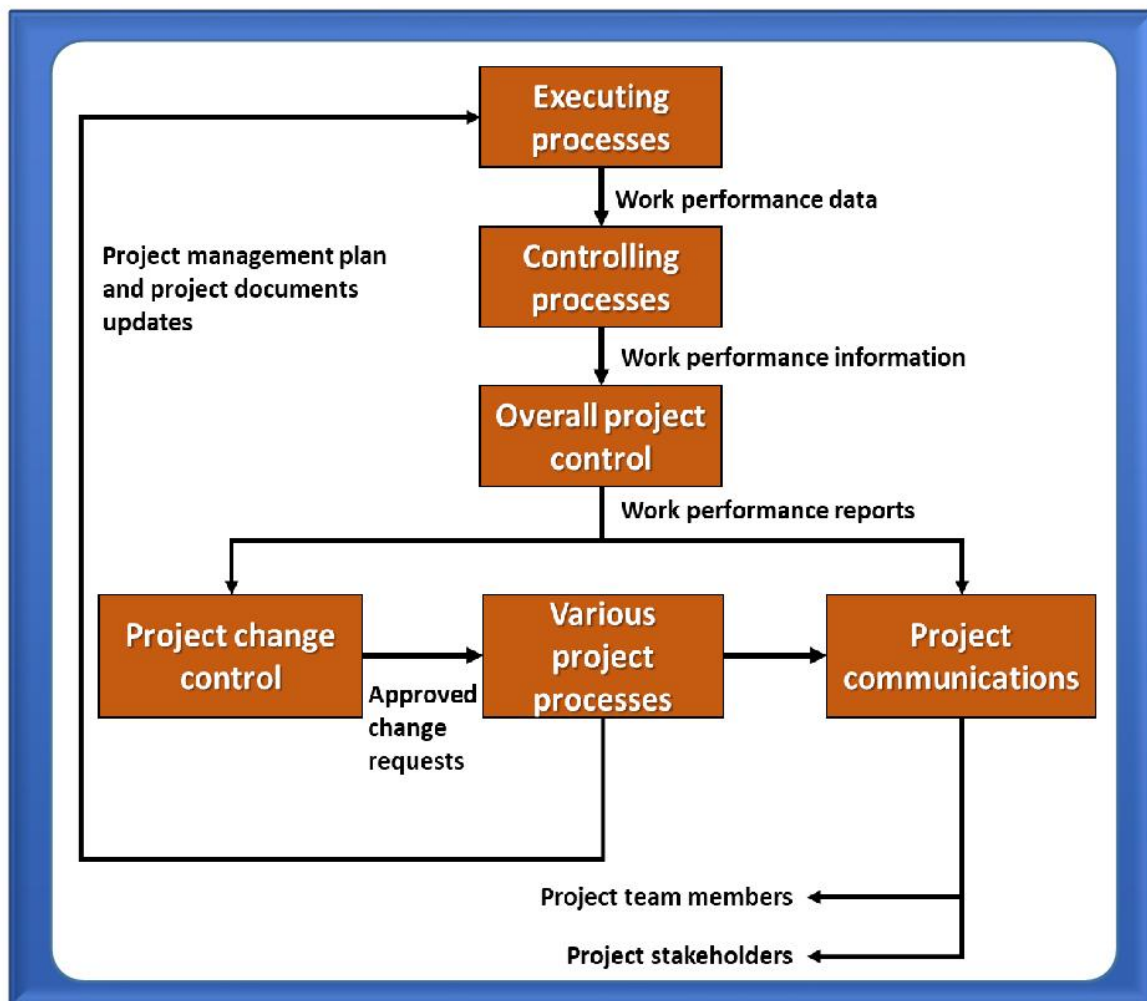 Executing
processes
Work performance data
Project management plan
and project documents
updates
Controlling
processes
Work performance information
Overall project
control
Work performance reports
Project change
control
Approved
change
requests
Various
project
processes
Project
communications
Project team members
Project stakeholders